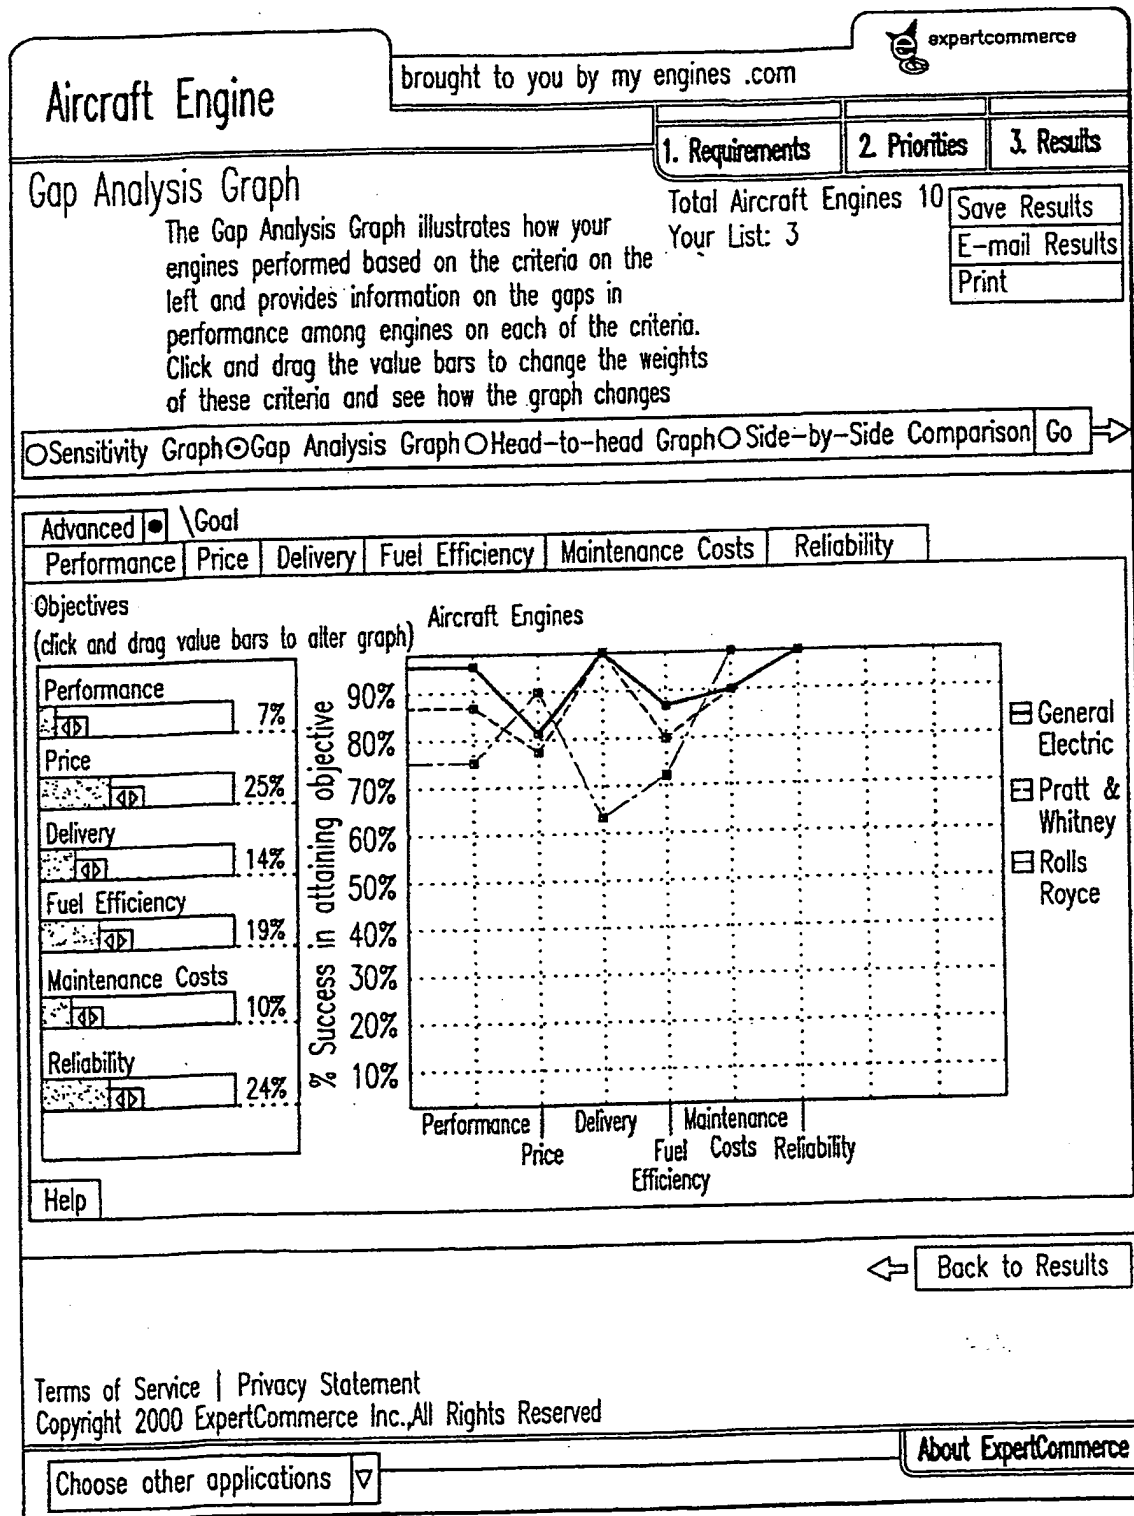 expertcommerce
Aircraft Engine
brought to you by my engines .com
1. Requirements
2. Priorities
3. Results
Gap Analysis Graph
The Gap Analysis Graph illustrates how your
engines performed based on the criteria on the
left and provides information on the gaps in
performance among engines on each of the criteria.
Click and drag the value bars to change the weights
of these criteria and see how the graph changes
Total Aircraft Engines 10
Your List: 3
Save Results
E-mail Results
Print
Sensitivity Graph Gap Analysis Graph Head-to-head Graph Side-by-Side Comparison Go
Advanced \Goal
Performance Price Delivery Fuel Efficiency Maintenance Costs Reliability
Objectives
(click and drag value bars to alter graph)
Performance
7%
Price
25%
Delivery
14%
Fuel Efficiency
19%
Maintenance Costs
10%
Reliability
24%
Aircraft Engines
% Success in attaining objective
90%
80%
70%
60%
50%
40%
30%
20%
10%
Performance
Price
Delivery
Fuel
Efficiency
Maintenance
Costs
Reliability
General
Electric
Pratt &
Whitney
Rolls
Royce
Help
Back to Results
Terms of Service | Privacy Statement
Copyright 2000 ExpertCommerce Inc.,All Rights Reserved
About ExpertCommerce
Choose other applications